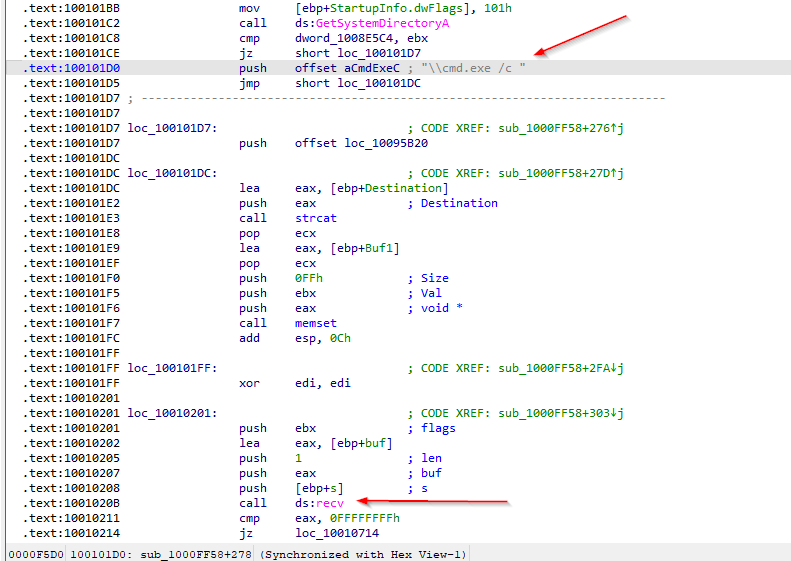 .text:100101BB mov [ebp+StartupInfo.dwFlags], 101h
.text:100101C2 call ds:GetSystemDirectoryA
.text:100101C8 cmp dword_1008E5C4, ebx
.text:100101CE jz short loc_100101D7
.text:100101D0 push offset aCmdExeC ; "\\cmd.exe /c "
.text:100101D5 jmp short loc_100101DC
.text:100101D7 ; ---------------------------------------------------------------------------
.text:100101D7
.text:100101D7 loc_100101D7: ; CODE XREF: sub_1000FF58+276↑j
.text:100101D7 push offset loc_10095B20
.text:100101DC
.text:100101DC loc_100101DC: ; CODE XREF: sub_1000FF58+27D↑j
.text:100101DC lea eax, [ebp+Destination]
.text:100101E2 push eax ; Destination
.text:100101E3 call strcat
.text:100101E8 pop ecx
.text:100101E9 lea eax, [ebp+Buf1]
.text:100101EF pop ecx
.text:100101F0 push 0FFh ; Size
.text:100101F5 push ebx ; Val
.text:100101F6 push eax ; void *
.text:100101F7 call memset
.text:100101FC add esp, 0Ch
.text:100101FF
.text:100101FF loc_100101FF: ; CODE XREF: sub_1000FF58+2FA↓j
.text:100101FF xor edi, edi
.text:10010201
.text:10010201 loc_10010201: ; CODE XREF: sub_1000FF58+303↓j
.text:10010201 push ebx ; flags
.text:10010202 lea eax, [ebp+buf]
.text:10010205 push 1 ; len
.text:10010207 push eax ; buf
.text:10010208 push [ebp+s] ; s
.text:1001020B call ds:recv
.text:10010211 cmp eax, 0FFFFFFFFh
.text:10010214 jz loc_10010714
0000F5D0 100101D0: sub_1000FF58+278 (Synchronized with Hex View-1)